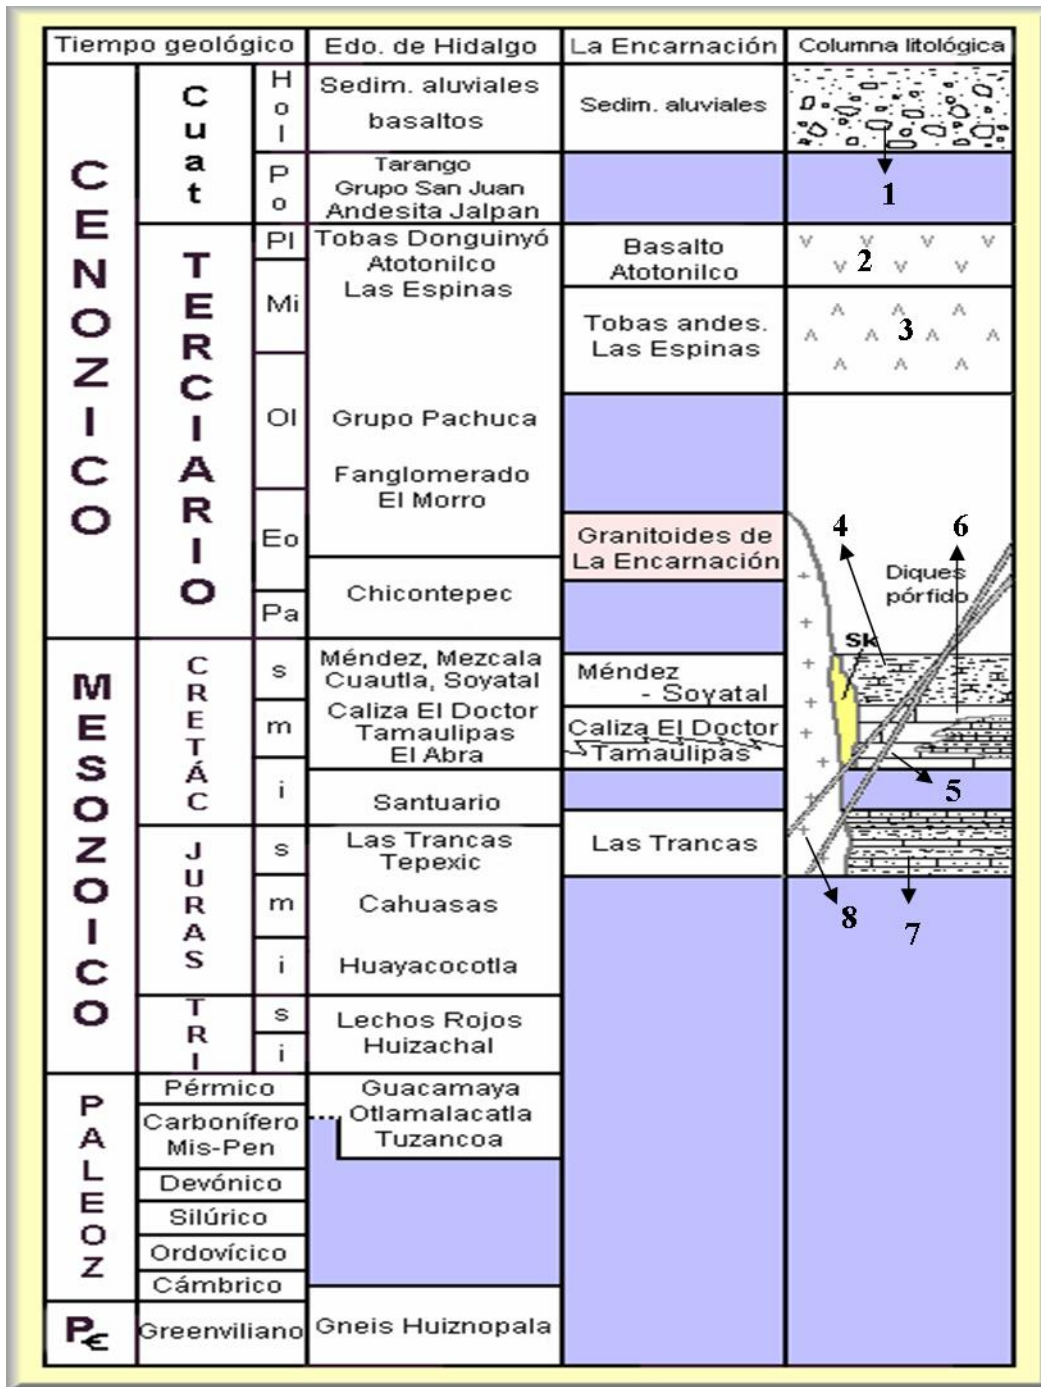 Tiempo geológico
Edo. de Hidalgo
La Encarnación
Columna litológica
CENOZICO
Cuat
Hol
Sedim. aluviales
basaltos
Sedim. aluviales
1
Po
Tarango
Grupo San Juan
Andesita Jalpan
TERCIARIO
Pl
Tobas Donguinyó
Atotonilco
Las Espinas
Basalto
Atotonilco
2
Mi
Tobas andes.
Las Espinas
3
Ol
Grupo Pachuca
Fanglomerado
El Morro
Eo
Granitoides de
La Encarnación
4
6
Diques
pórfido
Chicontepec
Pa
Sk
MESOZOICO
CRETÁC
s
Méndez, Mezcala
Cuautla, Soyatal
Méndez
- Soyatal
m
Caliza El Doctor
Tamaulipas
El Abra
Caliza El Doctor
Tamaulipas
i
Santuario
5
JURAS
s
Las Trancas
Tepexic
Las Trancas
m
Cahuasas
8
7
i
Huayacocotla
TRI
s
Lechos Rojos
Huizachal
i
PALEOZ
Pérmico
Guacamaya
Otlamalacatla
Tuzancoa
Carbonífero
Mis-Pen
Devónico
Silúrico
Ordovícico
Cámbrico
P€
Greenviliano
Gneis Huiznopala